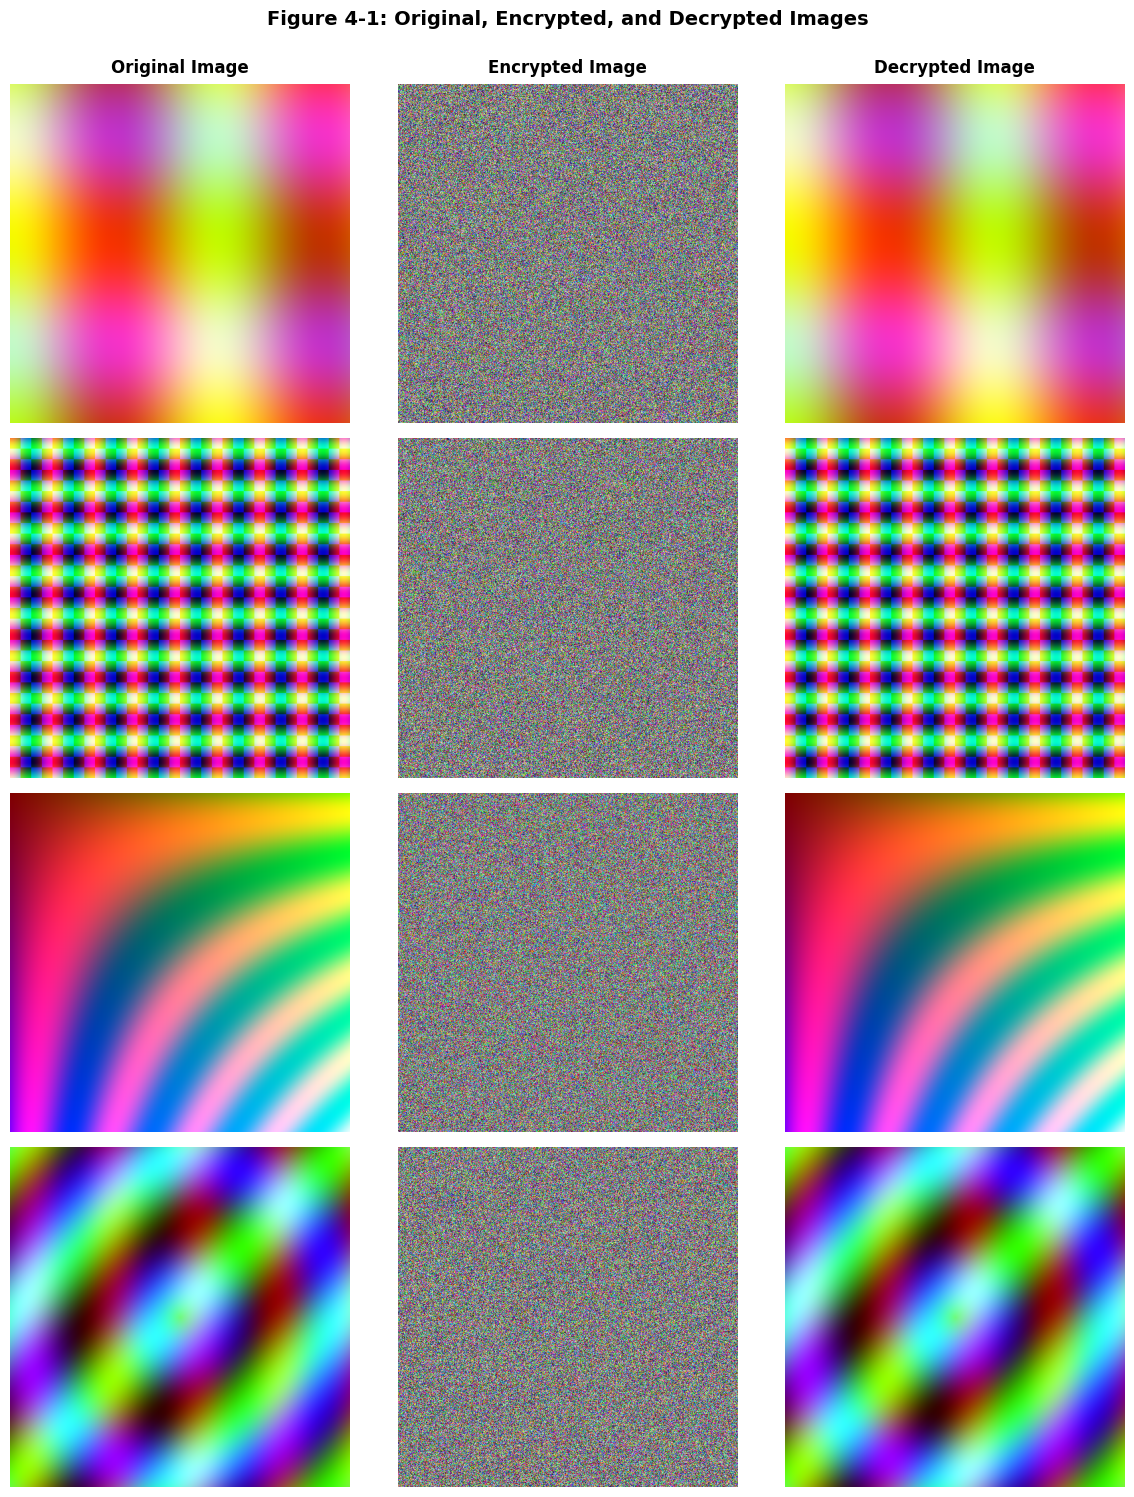 Figure 4-1: Original, Encrypted, and Decrypted Images
Original Image
Encrypted Image
Decrypted Image